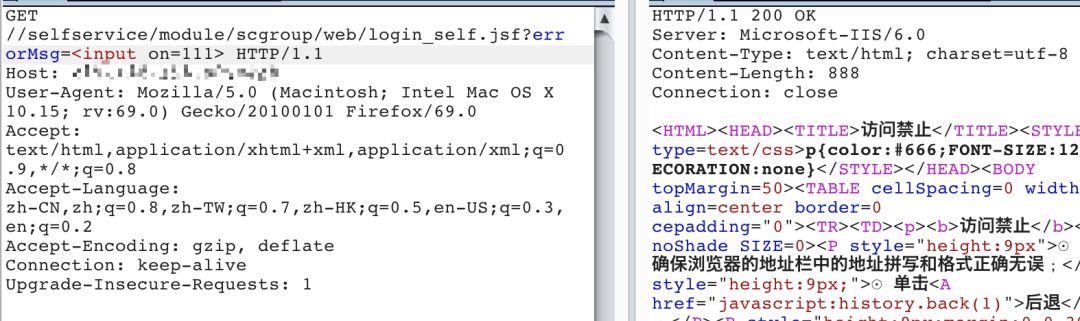 GET
//selfservice/module/scgroup/web/login_self.jsf?err
orMsg=<input on=111> HTTP/1.1
Host:
User-Agent: Mozilla/5.0 (Macintosh; Intel Mac OS X
10.15; rv:69.0) Gecko/20100101 Firefox/69.0
Accept:
text/html,application/xhtml+xml,application/xml;q=0
.9,*/*;q=0.8
Accept-Language:
zh-CN,zh;q=0.8,zh-TW;q=0.7,zh-HK;q=0.5,en-US;q=0.3,
en;q=0.2
Accept-Encoding: gzip, deflate
Connection: keep-alive
Upgrade-Insecure-Requests: 1
HTTP/1.1 200 OK
Server: Microsoft-IIS/6.0
Content-Type: text/html; charset=utf-8
Content-Length: 888
Connection: close
<HTML><HEAD><TITLE>访问禁止</TITLE><STYLE
type=text/css>p{color:#666;FONT-SIZE:12
ECORATION:none}</STYLE></HEAD><BODY
topMargin=50><TABLE cellSpacing=0 width
align=center border=0
cepadding="0"><TR><TD><p><b>访问禁止</b><
noShade SIZE=0><P style="height:9px">⊙
确保浏览器的地址栏中的地址拼写和格式正确无误；</
style="height:9px;">⊙ 单击<A
href="javascript:history.back(1)">后退</